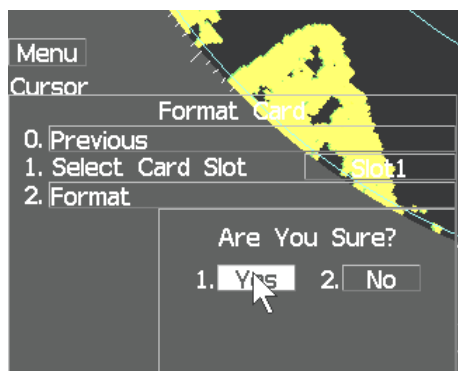 Menu
Cursor
Format Card
0. Previous
1. Select Card Slot Slot1
2. Format
Are You Sure?
1. Yes 2. No